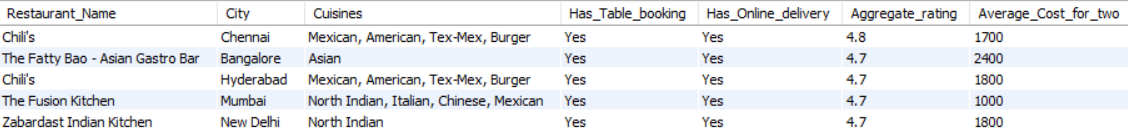 Restaurant_Name City Cuisines Has_Table_booking Has_Online_delivery Aggregate_rating Average_Cost_for_two
Chili's Chennai Mexican, American, Tex-Mex, Burger Yes Yes 4.8 1700
The Fatty Bao - Asian Gastro Bar Bangalore Asian Yes Yes 4.7 2400
Chili's Hyderabad Mexican, American, Tex-Mex, Burger Yes Yes 4.7 1800
The Fusion Kitchen Mumbai North Indian, Italian, Chinese, Mexican Yes Yes 4.7 1000
Zabardast Indian Kitchen New Delhi North Indian Yes Yes 4.7 1800